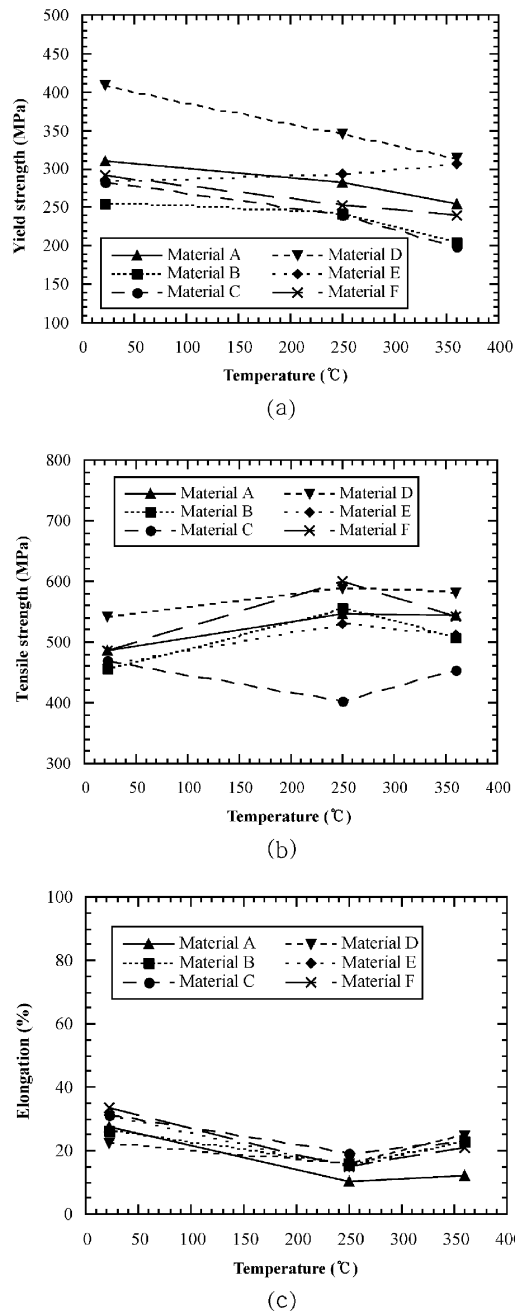 500
450
400
350
300
250
200
150
100
Yield strength (MPa)
Material A
Material B
Material C
Material D
Material E
Material F
0 50 100 150 200 250 300 350 400
Temperature (℃)
(a)
800
700
600
500
400
300
Tensile strength (MPa)
Material A
Material B
Material C
Material D
Material E
Material F
0 50 100 150 200 250 300 350 400
Temperature (℃)
(b)
100
80
60
40
20
0
Elongation (%)
Material A
Material B
Material C
Material D
Material E
Material F
0 50 100 150 200 250 300 350 400
Temperature (℃)
(c)